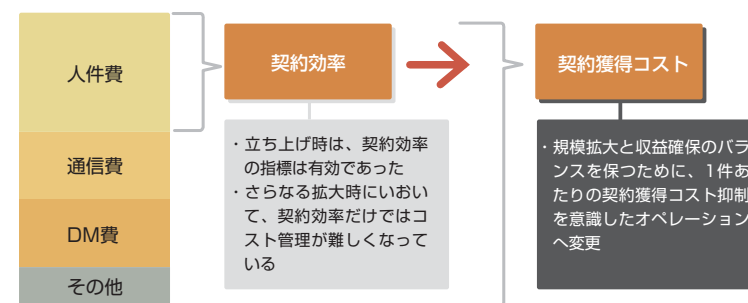 人件費
通信費
DM費
その他
契約効率
・立ち上げ時は、契約効率
の指標は有効であった
・さらなる拡大時にいおい
て、契約効率だけではコ
スト管理が難しくなって
いる
契約獲得コスト
・規模拡大と収益確保のバラ
ンスを保つために、1件あ
たりの契約獲得コスト抑制
を意識したオペレーション
へ変更